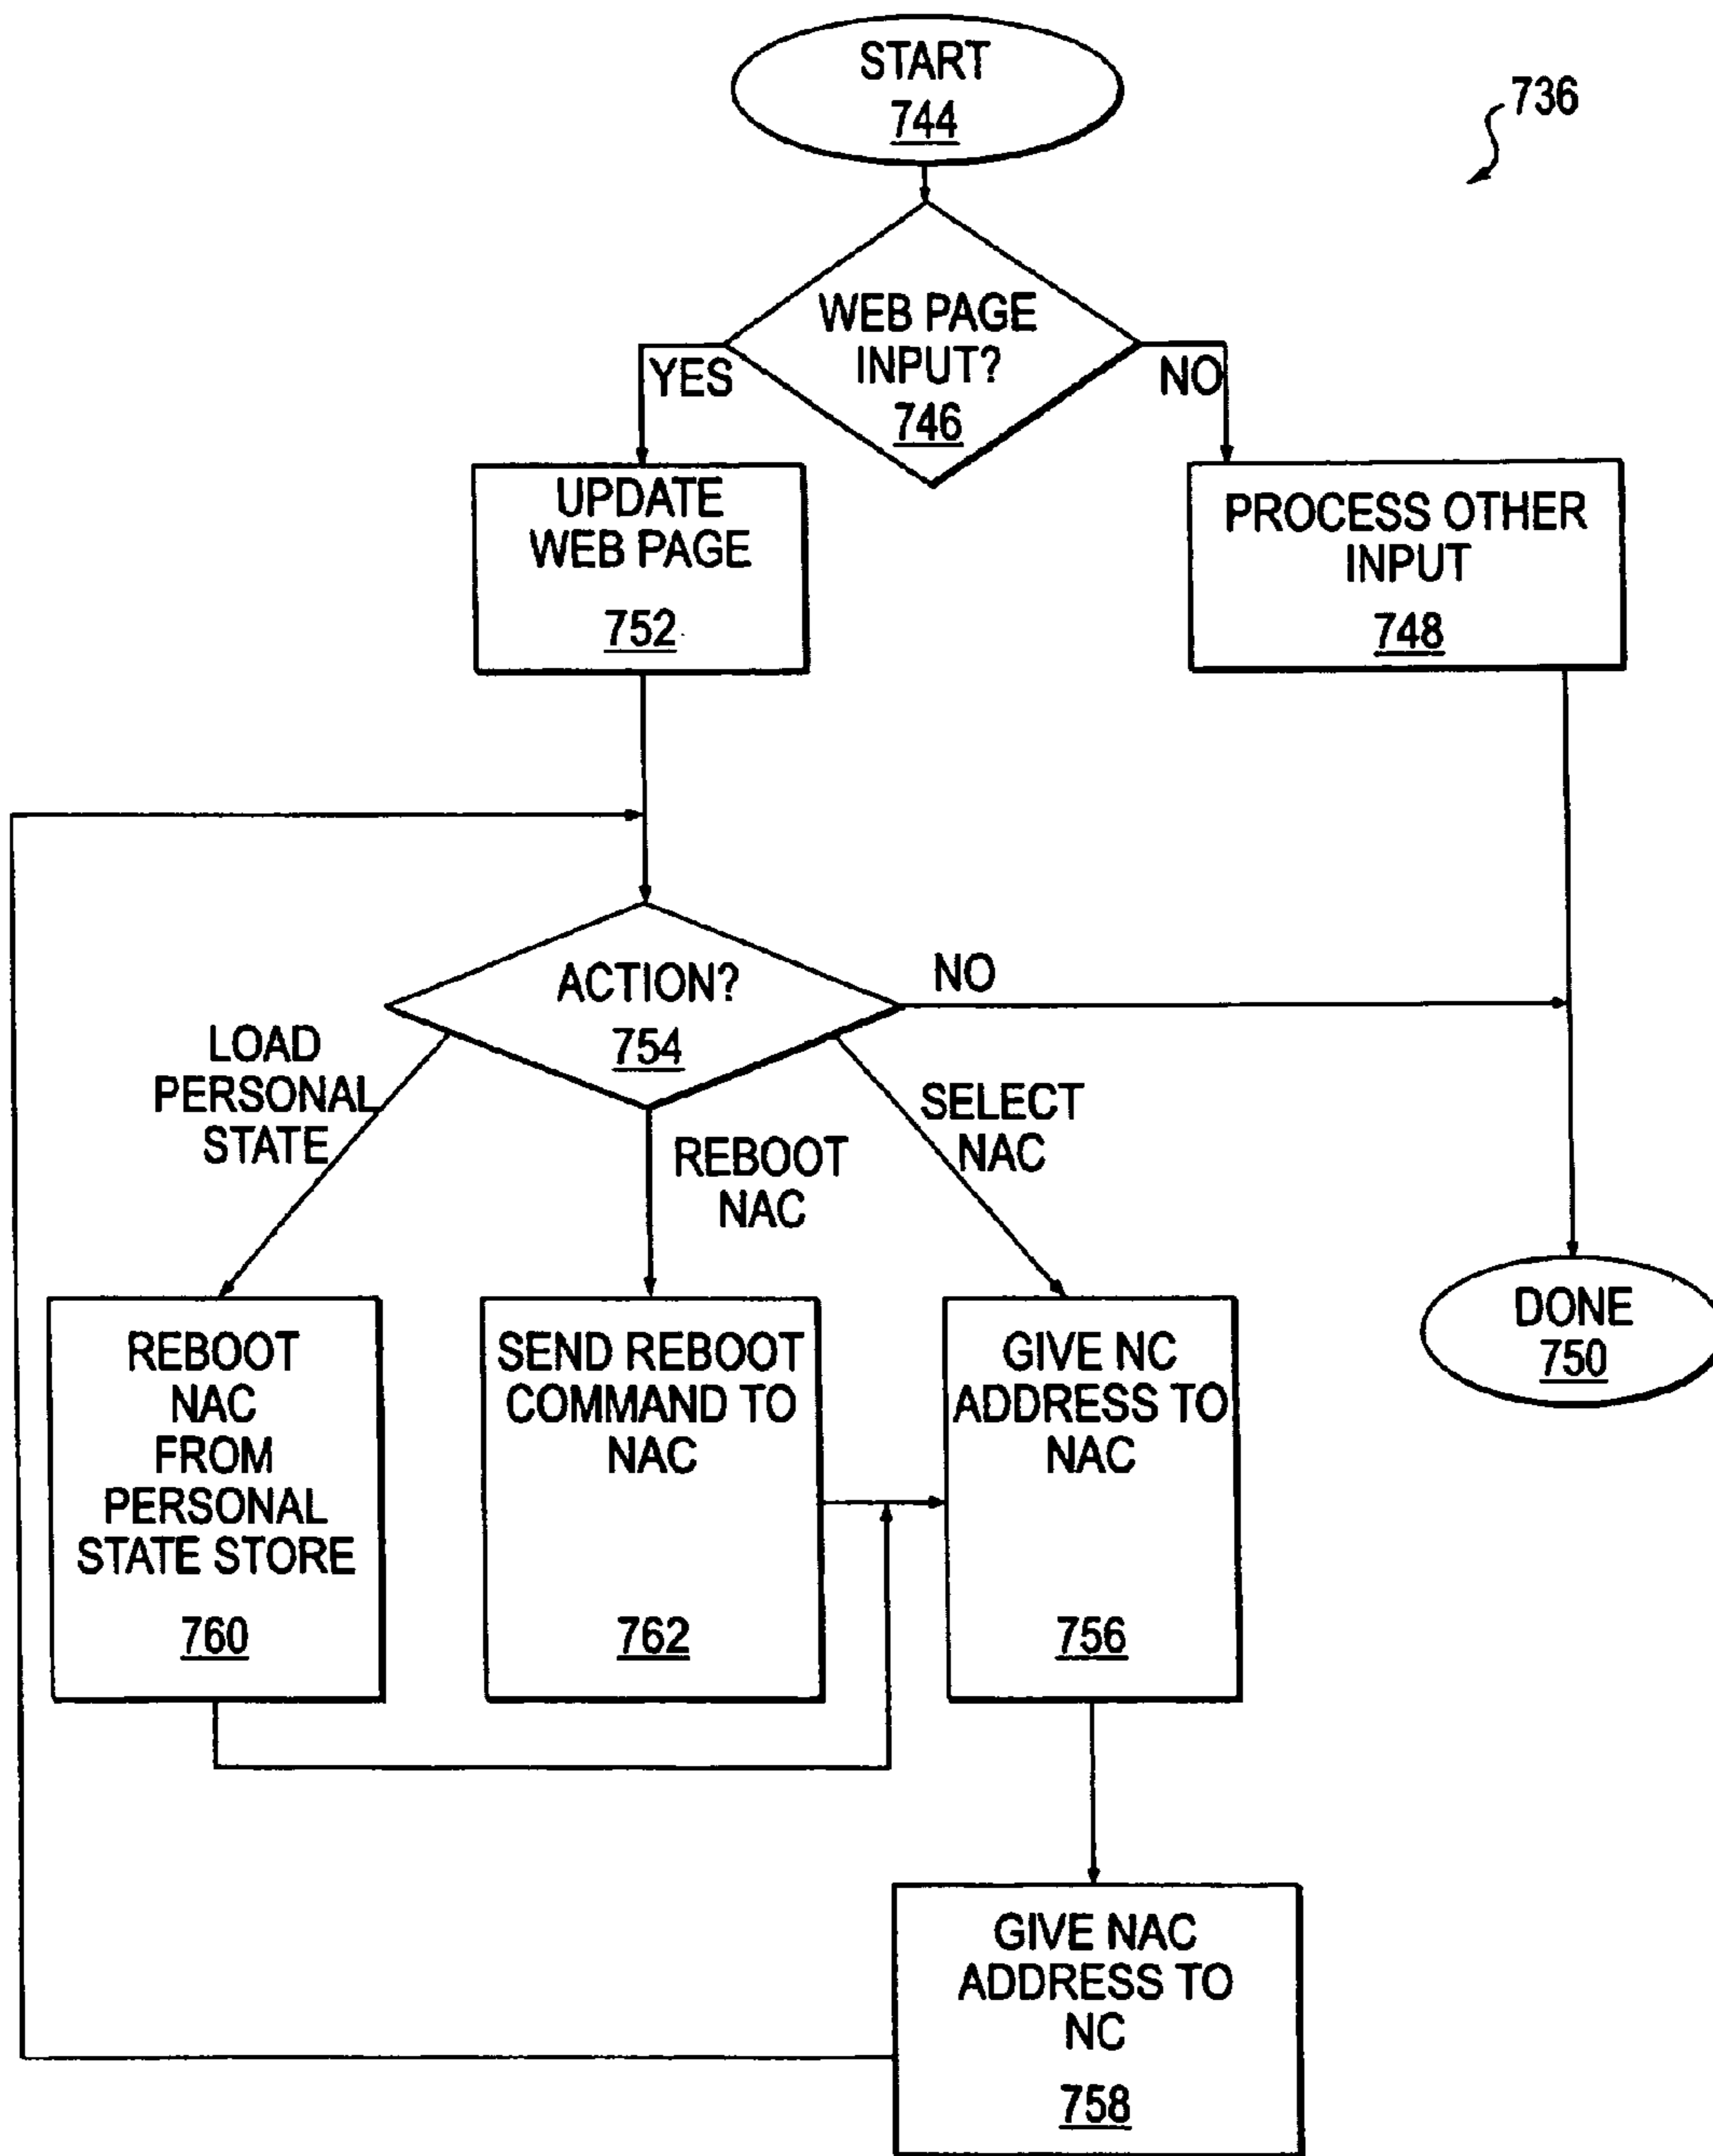 START
744
736
WEB PAGE
INPUT?
746
YES
NO
UPDATE
WEB PAGE
752
PROCESS OTHER
INPUT
748
ACTION?
754
NO
LOAD
PERSONAL
STATE
REBOOT
NAC
SELECT
NAC
REBOOT
NAC
FROM
PERSONAL
STATE STORE
760
SEND REBOOT
COMMAND TO
NAC
762
GIVE NC
ADDRESS TO
NAC
756
DONE
750
GIVE NAC
ADDRESS TO
NC
758